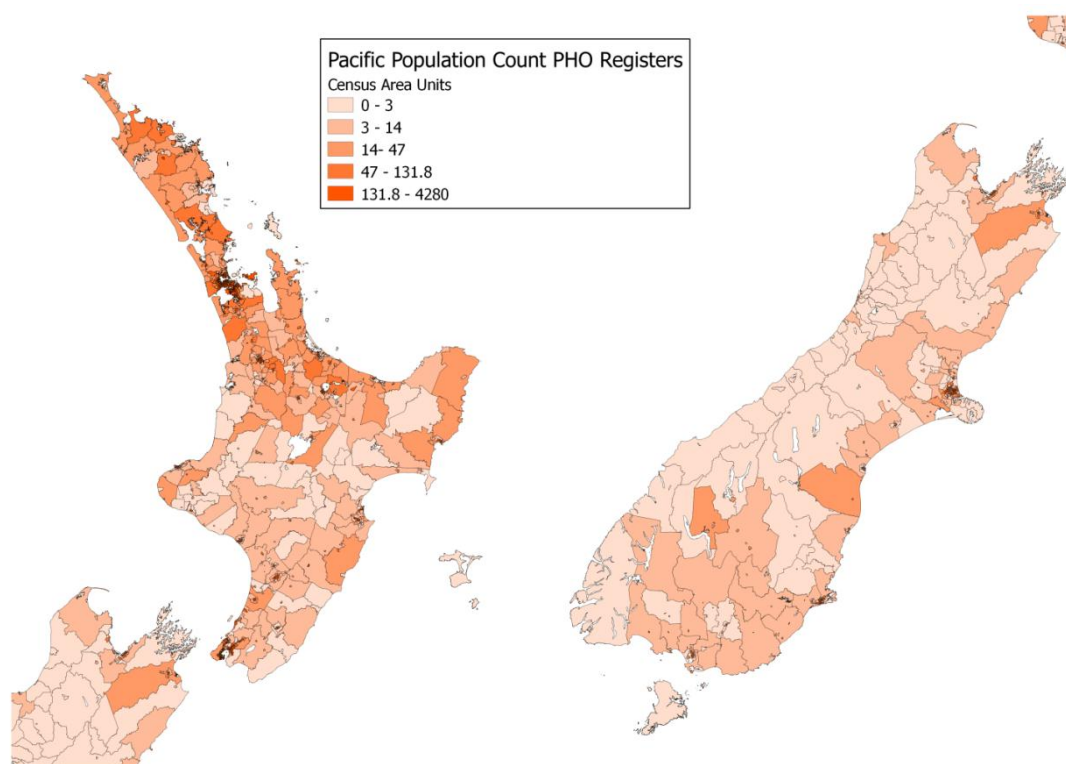 Pacific Population Count PHO Registers
Census Area Units
0 - 3
3 - 14
14- 47
47 - 131.8
131.8 - 4280